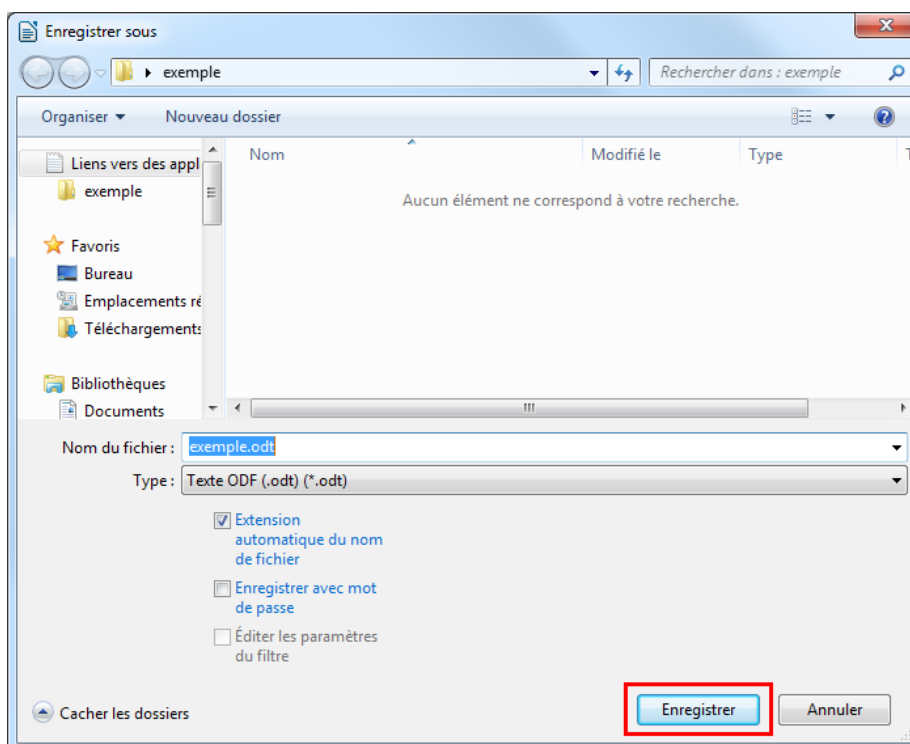 Enregistrer sous
exemple
Rechercher dans : exemple
Organiser
Nouveau dossier
Liens vers des appl
exemple
Favoris
Bureau
Emplacements ré
Téléchargements
Bibliothèques
Documents
Nom
Modifié le
Type
T
Aucun élément ne correspond à votre recherche.
Nom du fichier : exemple.odt
Type : Texte ODF (.odt) (*.odt)
Extension
automatique du nom
de fichier
Enregistrer avec mot
de passe
Éditer les paramètres
du filtre
Cacher les dossiers
Enregistrer
Annuler